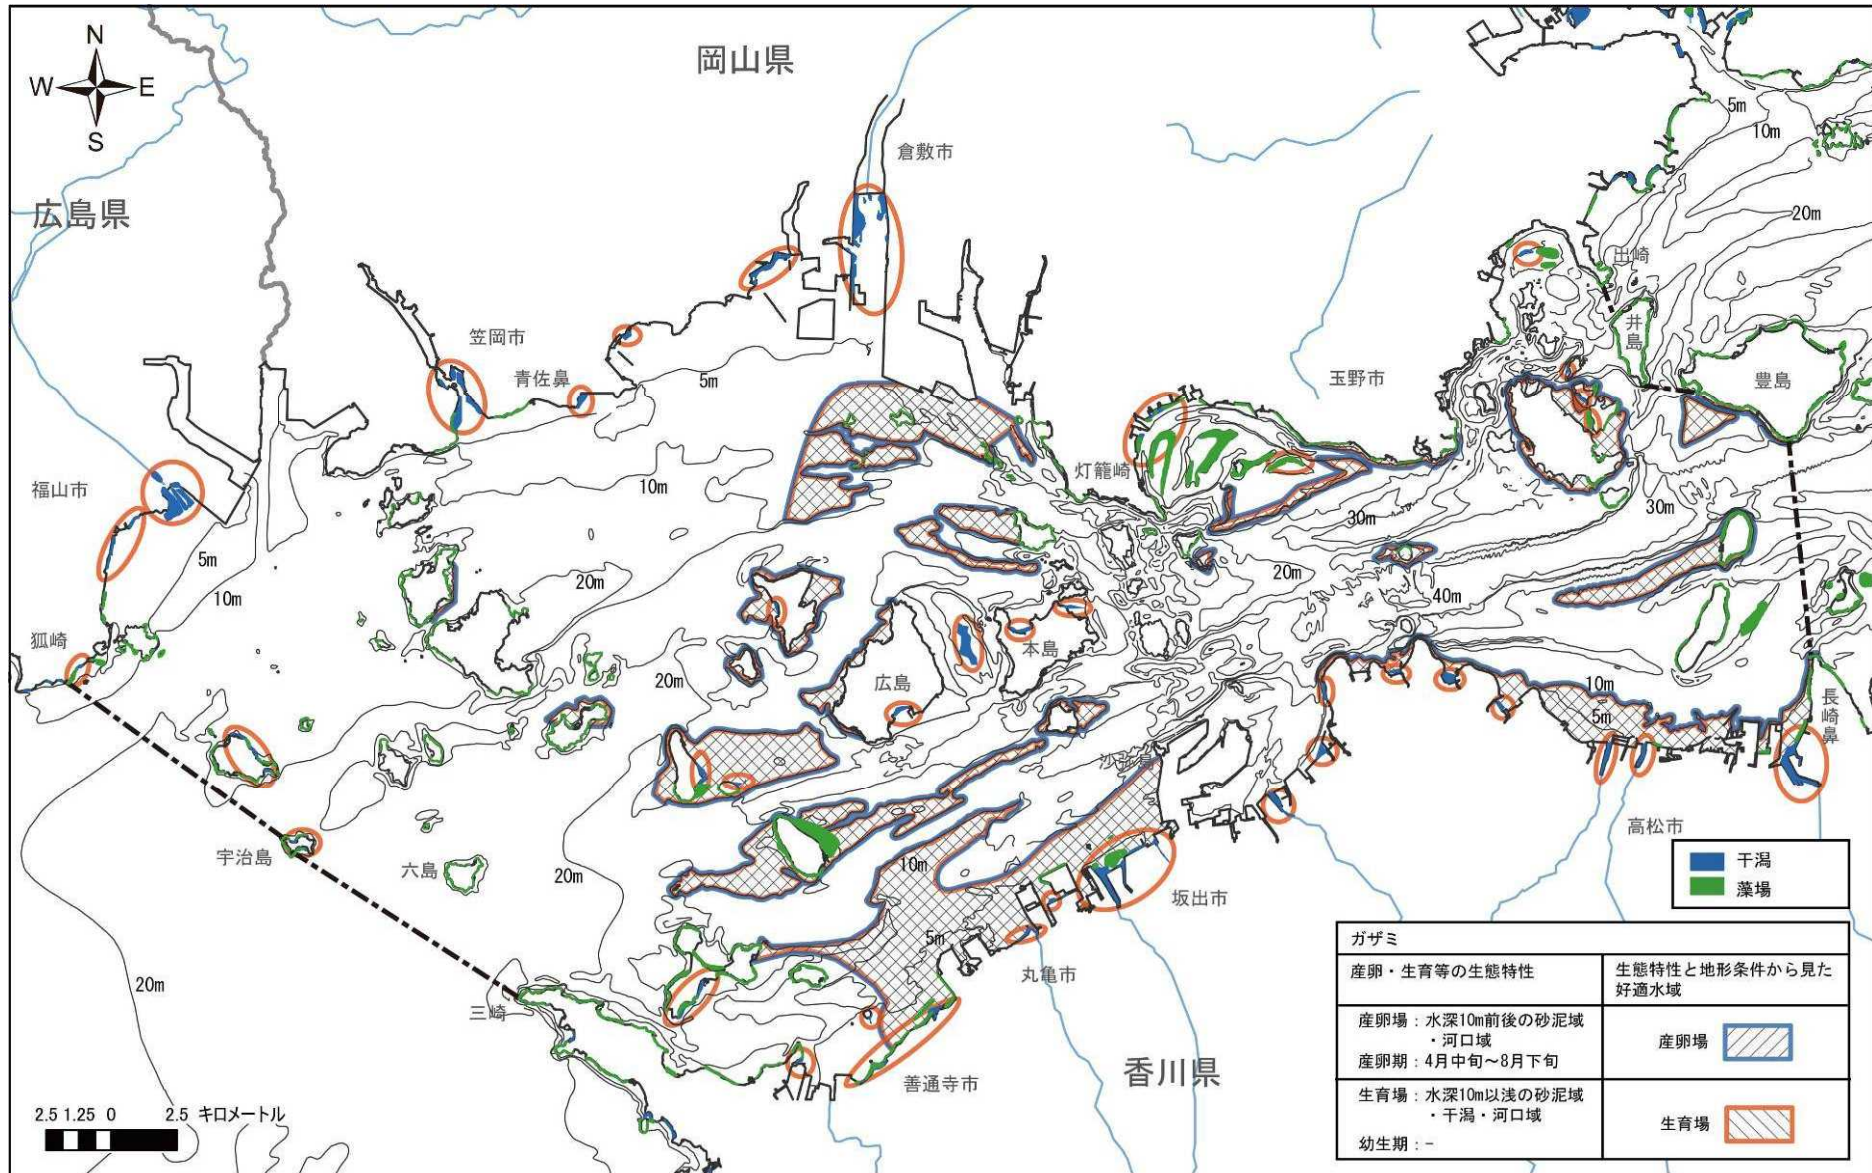 N
W
E
S
岡山県
広島県
倉敷市
5m
10m
20m
出崎
井島
豊島
玉野市
笠岡市
青佐鼻
5m
福山市
10m
灯籠崎
30m
30m
5m
10m
20m
20m
40m
狐崎
本島
20m
広島
10m
5m
長崎鼻
沙弥島
宇治島
六島
20m
10m
高松市
坂出市
5m
丸亀市
20m
三崎
善通寺市
香川県
2.5 1.25 0 2.5 キロメートル
干潟
藻場
ガザミ
産卵・生育等の生態特性
生態特性と地形条件から見た
好適水域
産卵場：水深10m前後の砂泥域
・河口域
産卵期：4月中旬～8月下旬
産卵場
生育場：水深10m以浅の砂泥域
・干潟・河口域
幼生期：-
生育場